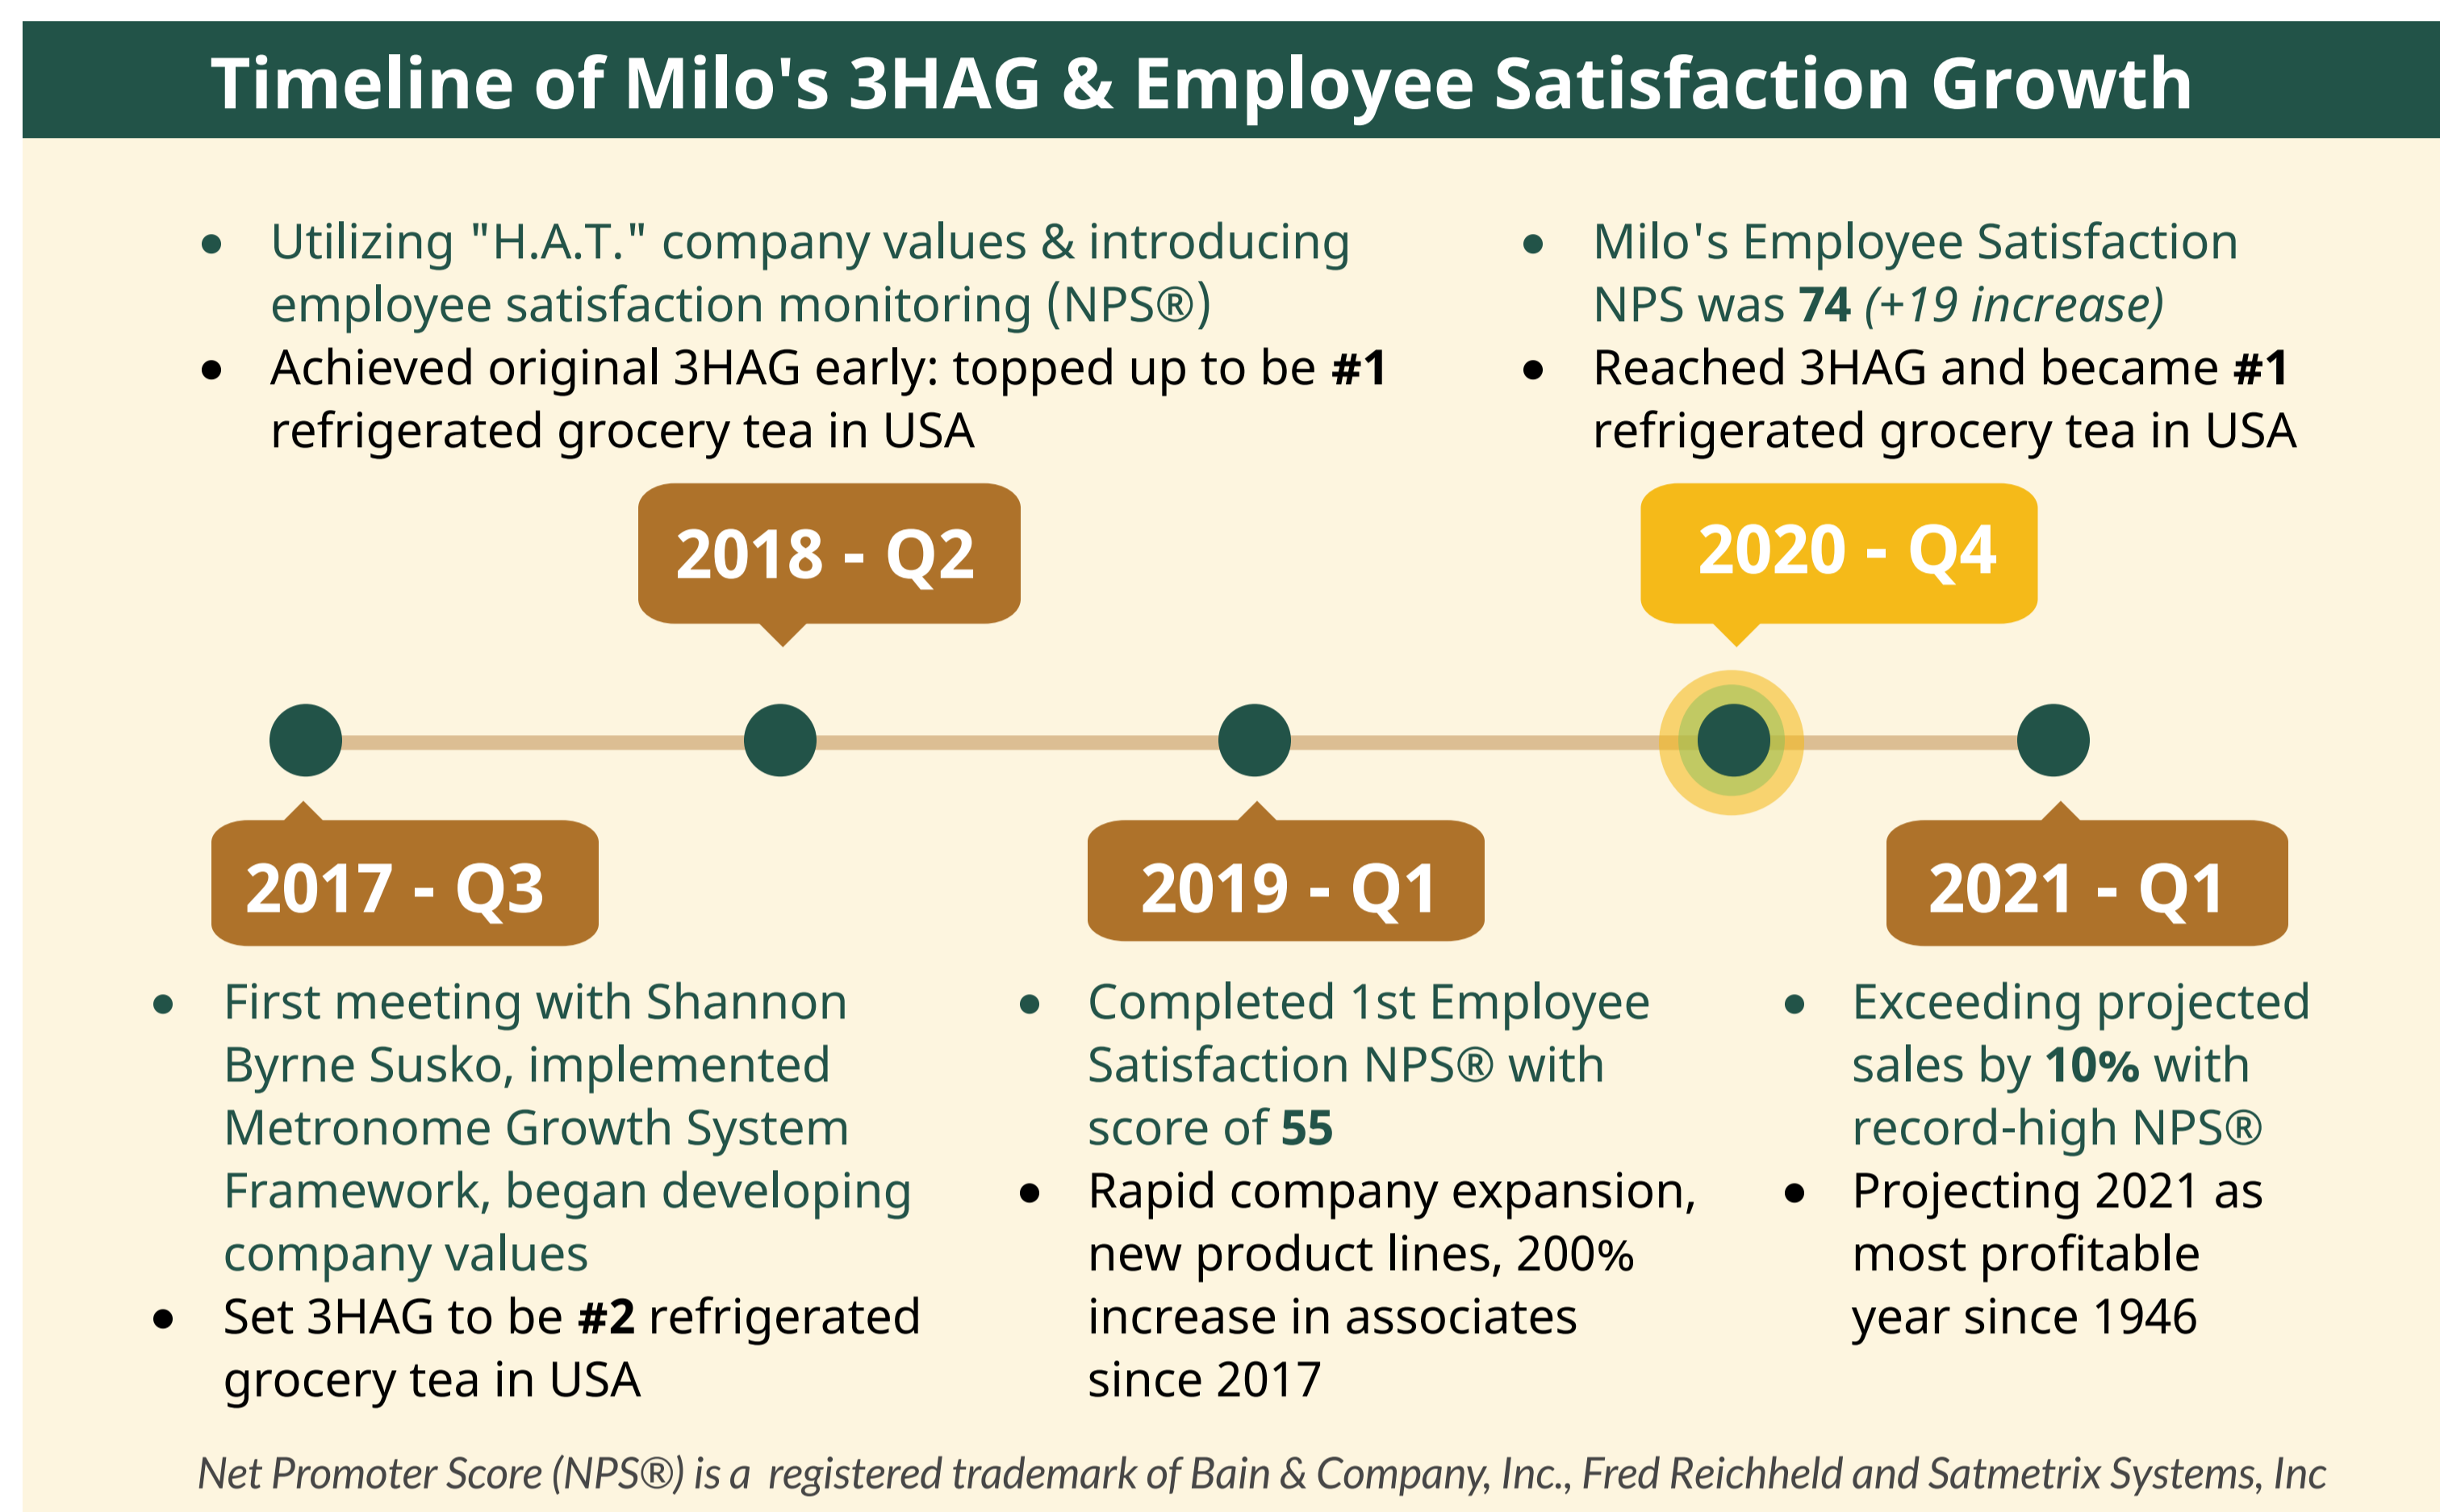 Timeline of Milo's 3HAG & Employee Satisfaction Growth
• Utilizing "H.A.T." company values & introducing
employee satisfaction monitoring (NPS®)
• Achieved original 3HAG early: topped up to be #1
refrigerated grocery tea in USA
2018 - Q2
• Milo's Employee Satisfaction
NPS was 74 (+19 increase)
• Reached 3HAG and became #1
refrigerated grocery tea in USA
2020 - Q4
2017 - Q3
• First meeting with Shannon
Byrne Susko, implemented
Metronome Growth System
Framework, began developing
company values
• Set 3HAG to be #2 refrigerated
grocery tea in USA
2019 - Q1
• Completed 1st Employee
Satisfaction NPS® with
score of 55
• Rapid company expansion,
new product lines, 200%
increase in associates
since 2017
2021 - Q1
• Exceeding projected
sales by 10% with
record-high NPS®
• Projecting 2021 as
most profitable
year since 1946
Net Promoter Score (NPS®) is a registered trademark of Bain & Company, Inc., Fred Reichheld and Satmetrix Systems, Inc